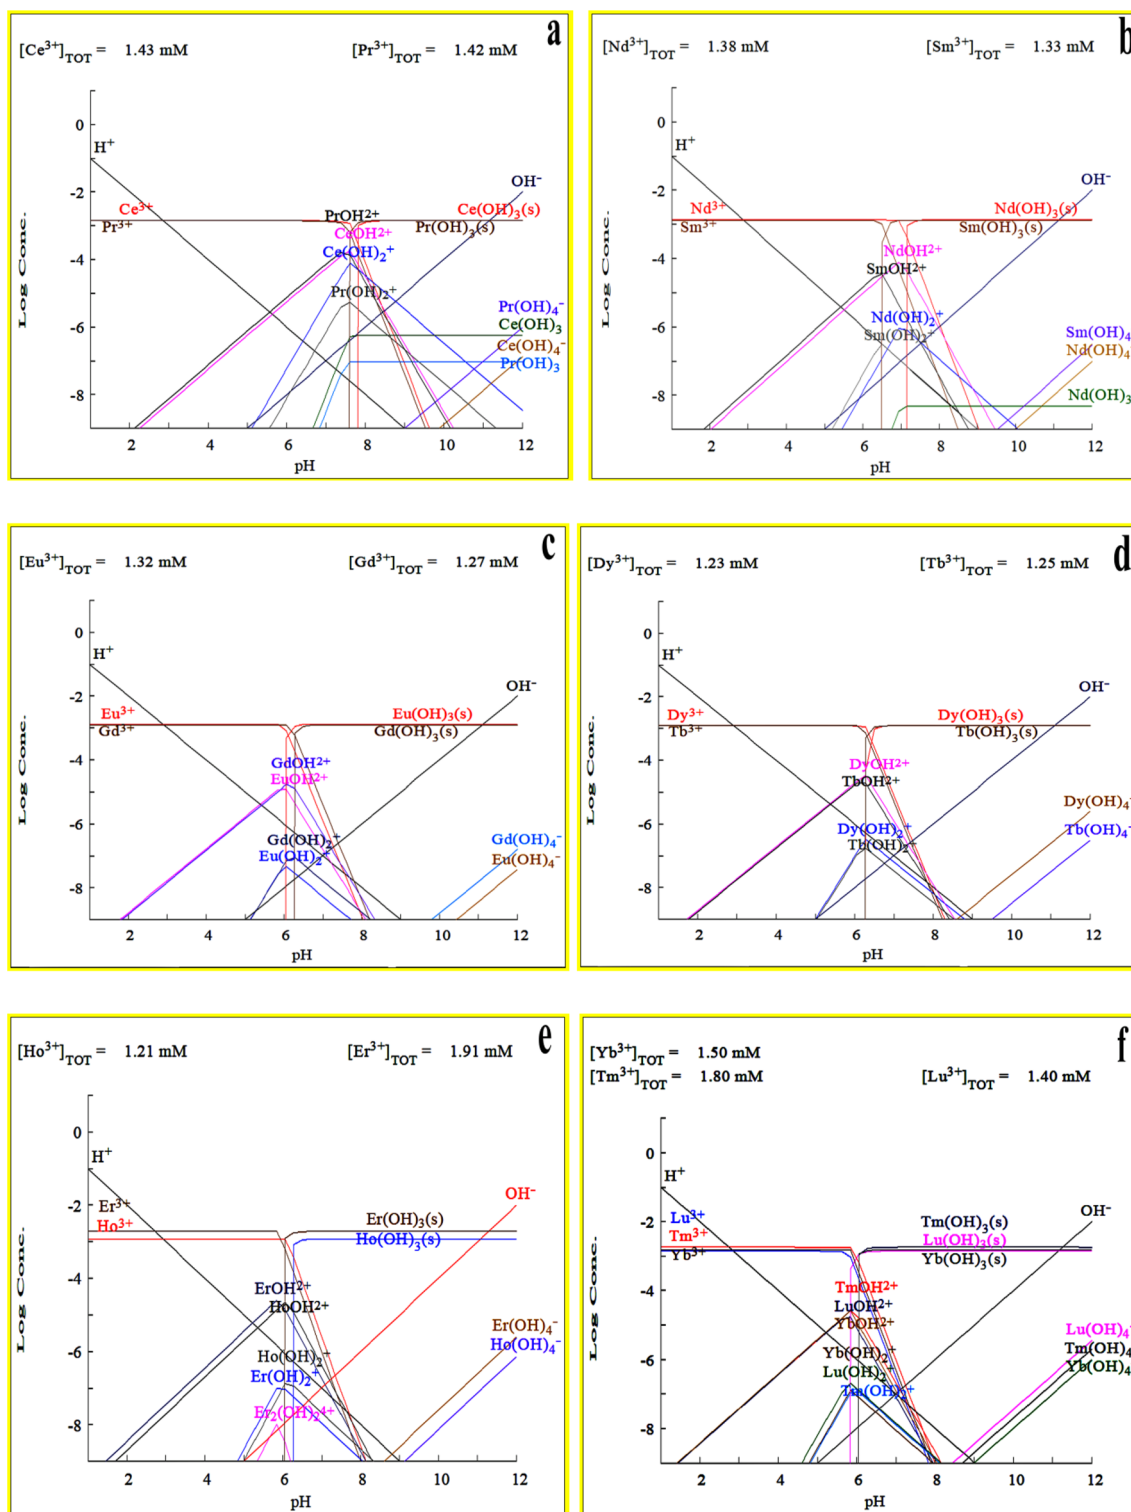 a
[Ce³⁺]TOT = 1.43 mM [Pr³⁺]TOT = 1.42 mM
0
H⁺
-2
OH⁻
Ce³⁺ PrOH²⁺ Ce(OH)₃(s)
Pr³⁺ CeOH²⁺ Pr(OH)₃(s)
-4
Ce(OH)₂⁺
Pr(OH)₂⁺
Pr(OH)₄⁻
-6
Ce(OH)₃
Ce(OH)₄⁻
Pr(OH)₃
-8
Log Conc.
2 4 6 8 10 12
pH
b
[Nd³⁺]TOT = 1.38 mM [Sm³⁺]TOT = 1.33 mM
0
H⁺
-2
OH⁻
Nd³⁺ Nd(OH)₃(s)
Sm³⁺ Sm(OH)₃(s)
NdOH²⁺
-4
SmOH²⁺
Nd(OH)₂⁺
-6
Sm(OH)₂⁺
Sm(OH)₄
Nd(OH)₄
Nd(OH)₃
-8
Log Conc.
2 4 6 8 10 12
pH
c
[Eu³⁺]TOT = 1.32 mM [Gd³⁺]TOT = 1.27 mM
0
H⁺
-2
OH⁻
Eu³⁺ Eu(OH)₃(s)
Gd³⁺ Gd(OH)₃(s)
-4
GdOH²⁺
EuOH²⁺
-6
Gd(OH)₂⁺ Gd(OH)₄⁻
Eu(OH)₂⁺ Eu(OH)₄⁻
-8
Log Conc.
2 4 6 8 10 12
pH
d
[Dy³⁺]TOT = 1.23 mM [Tb³⁺]TOT = 1.25 mM
0
H⁺
-2
OH⁻
Dy³⁺ Dy(OH)₃(s)
Tb³⁺ Tb(OH)₃(s)
-4
DyOH²⁺
TbOH²⁺
Dy(OH)₄⁻
-6
Dy(OH)₂⁺ Tb(OH)₄⁻
Tb(OH)₂⁺
-8
Log Conc.
2 4 6 8 10 12
pH
e
[Ho³⁺]TOT = 1.21 mM [Er³⁺]TOT = 1.91 mM
0
H⁺
-2
OH⁻
Er³⁺ Er(OH)₃(s)
Ho³⁺ Ho(OH)₃(s)
-4
ErOH²⁺
HoOH²⁺
Er(OH)₄⁻
-6
Ho(OH)₂⁺ Ho(OH)₄⁻
Er(OH)₂⁺
Er₂(OH)₂⁴⁺
-8
Log Conc.
2 4 6 8 10 12
pH
f
[Yb³⁺]TOT = 1.50 mM
[Tm³⁺]TOT = 1.80 mM [Lu³⁺]TOT = 1.40 mM
0
H⁺
-2
OH⁻
Lu³⁺ Tm(OH)₃(s)
Tm³⁺ Lu(OH)₃(s)
Yb³⁺ Yb(OH)₃(s)
-4
TmOH²⁺
LuOH²⁺
YbOH²⁺
Lu(OH)₄
-6
Yb(OH)₂⁺ Tm(OH)₄
Lu(OH)₂⁺ Yb(OH)₄
Tm(OH)₂⁺
-8
Log Conc.
2 4 6 8 10 12
pH